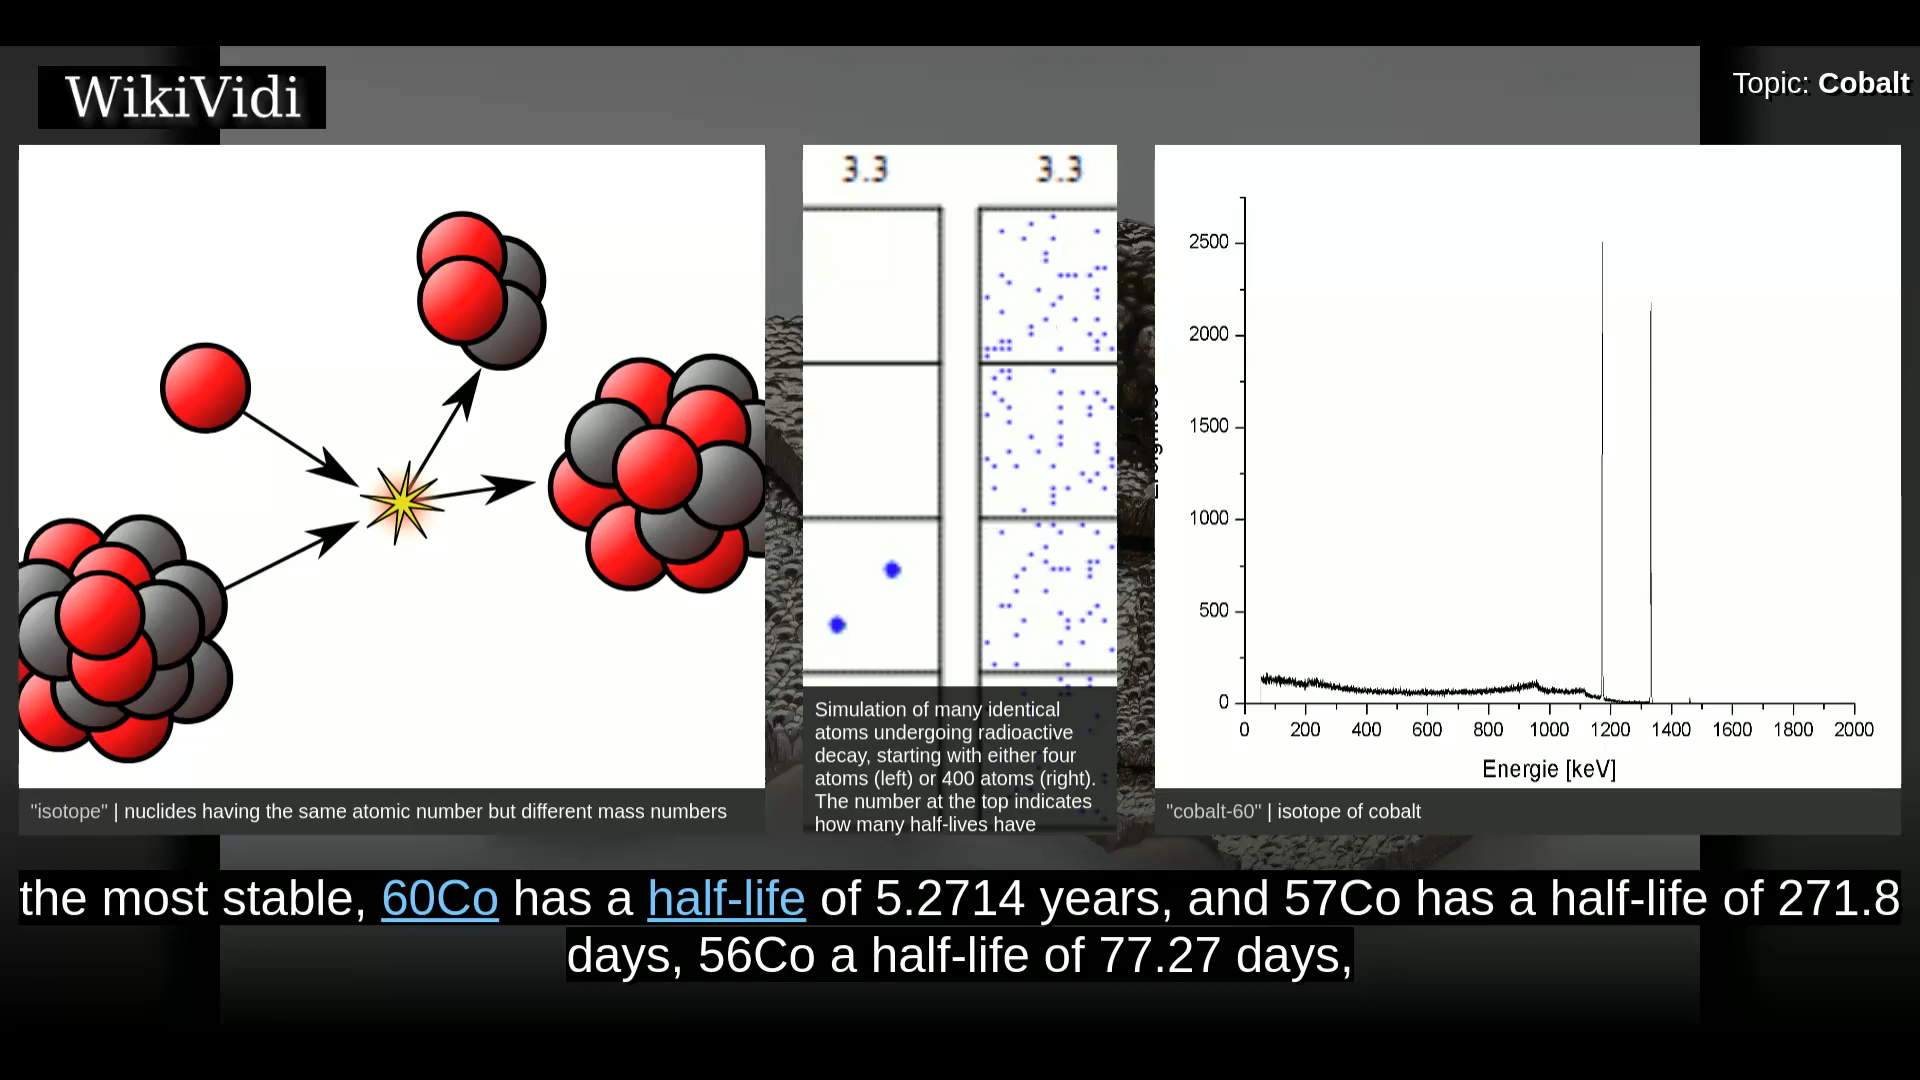 WikiVidi
Topic: Cobalt
3.3 3.3
2500
2000
1500
1000
500
0
0 200 400 600 800 1000 1200 1400 1600 1800 2000
Energie [keV]
Simulation of many identical
atoms undergoing radioactive
decay, starting with either four
atoms (left) or 400 atoms (right).
The number at the top indicates
how many half-lives have
"isotope" | nuclides having the same atomic number but different mass numbers
"cobalt-60" | isotope of cobalt
the most stable, 60Co has a half-life of 5.2714 years, and 57Co has a half-life of 271.8
days, 56Co a half-life of 77.27 days,